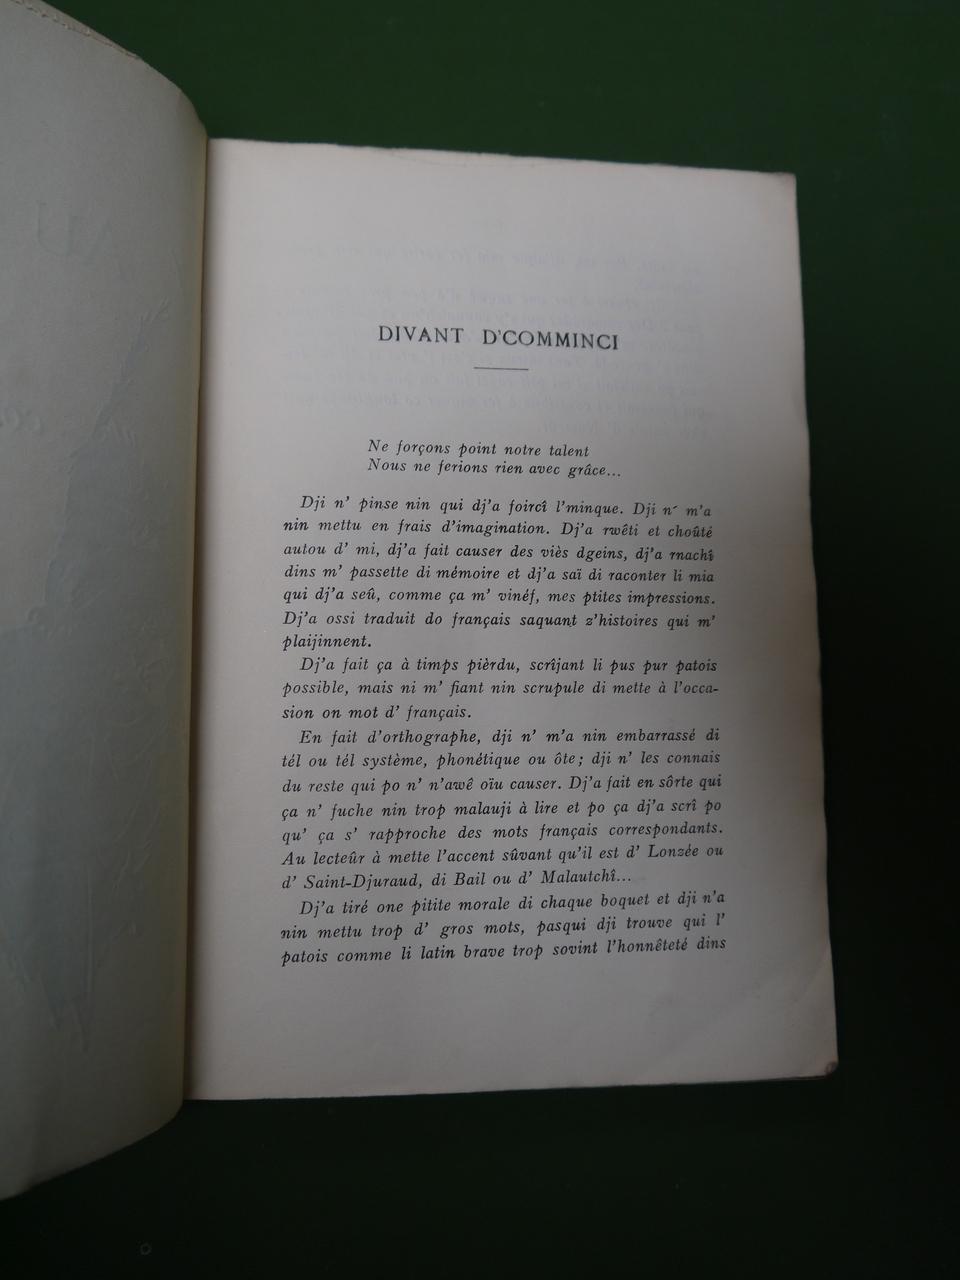 DIVANT D'COMMINCI
Ne forçons point notre talent
Nous ne ferions rien avec grâce...
Dji n' pinse nin qui dj'a foircî l'minque. Dji n' m'a
nin mettu en frais d'imagination. Dj'a rwêti et choûté
autou d' mi, dj'a fait causer des viès dgeins, dj'a rnachî
dins m' passette di mémoire et dj'a saï di raconter li mia
qui dj'a seû, comme ça m' vinéf, mes ptites impressions.
Dj'a ossi traduit do français saquant z'histoires qui m'
plaijinnent.
Dj'a fait ça à timps pièrdu, scrîjant li pus pur patois
possible, mais ni m' fiant nin scrupule di mette à l'occa-
sion on mot d' français.
En fait d'orthographe, dji n' m'a nin embarrassé di
tél ou tél système, phonétique ou ôte; dji n' les connais
du reste qui po n' n'awê oïu causer. Dj'a fait en sôrte qui
ça n' fuche nin trop malauji à lire et po ça dj'a scrî po
qu' ça s' rapproche des mots français correspondants.
Au lecteûr à mette l'accent sûvant qu'il est d' Lonzée ou
d' Saint-Djuraud, di Bail ou d' Malautchî...
Dj'a tiré one pitite morale di chaque boquet et dji n'a
nin mettu trop d' gros mots, pasqui dji trouve qui l'
patois comme li latin brave trop sovint l'honnêteté dins